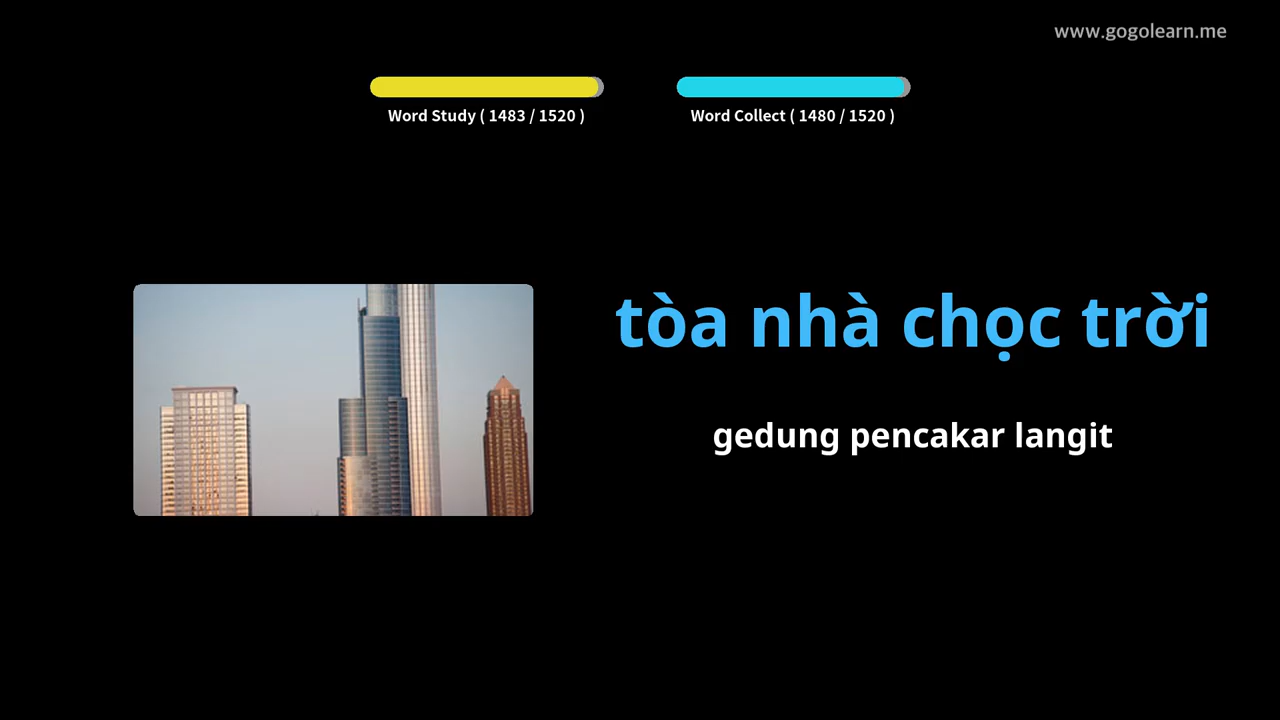 www.gogolearn.me
Word Study ( 1483 / 1520 )
Word Collect ( 1480 / 1520 )
tòa nhà chọc trời
gedung pencakar langit